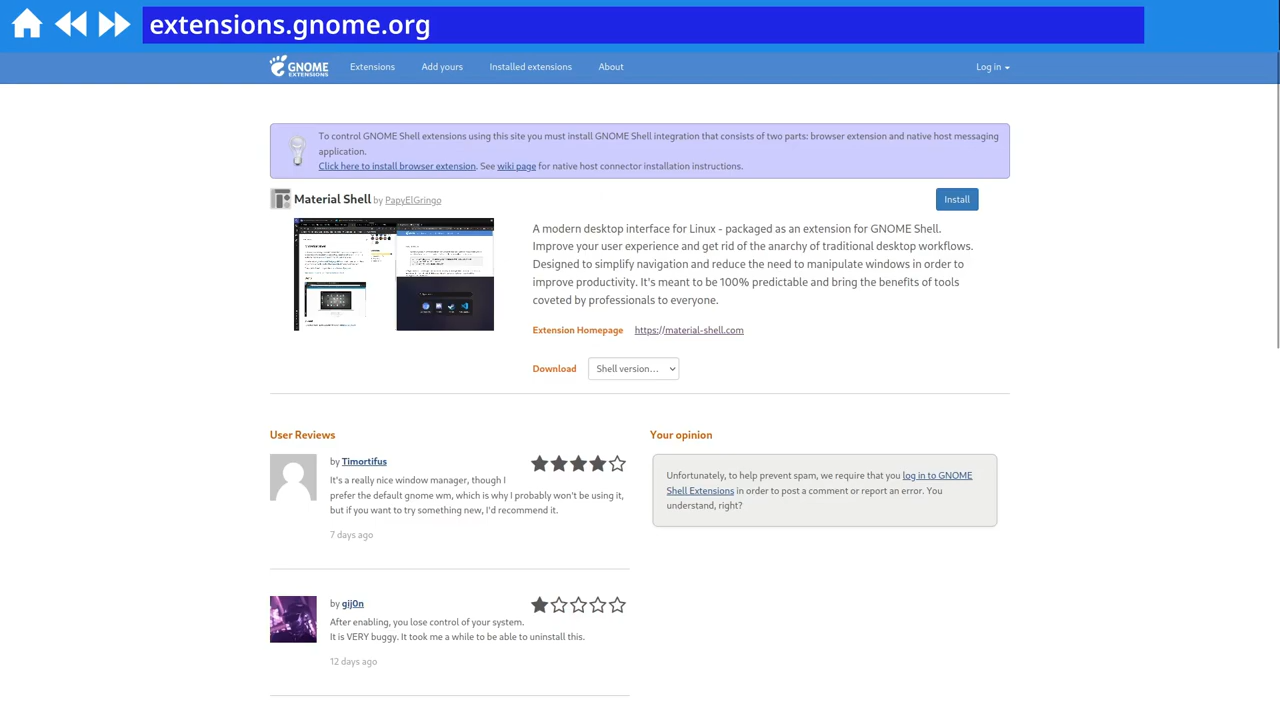 extensions.gnome.org
GNOME
EXTENSIONS
Extensions
Add yours
Installed extensions
About
Log in
To control GNOME Shell extensions using this site you must install GNOME Shell integration that consists of two parts: browser extension and native host messaging
application.
Click here to install browser extension. See wiki page for native host connector installation instructions.
Material Shell by PapyElGringo
Install
A modern desktop interface for Linux - packaged as an extension for GNOME Shell.
Improve your user experience and get rid of the anarchy of traditional desktop workflows.
Designed to simplify navigation and reduce the need to manipulate windows in order to
improve productivity. It's meant to be 100% predictable and bring the benefits of tools
coveted by professionals to everyone.
Extension Homepage https://material-shell.com
Download Shell version...
User Reviews
by Timortifus
It's a really nice window manager, though I
prefer the default gnome wm, which is why I probably won't be using it,
but if you want to try something new, I'd recommend it.
7 days ago
by gij0n
After enabling, you lose control of your system.
It is VERY buggy. It took me a while to be able to uninstall this.
12 days ago
Your opinion
Unfortunately, to help prevent spam, we require that you log in to GNOME
Shell Extensions in order to post a comment or report an error. You
understand, right?